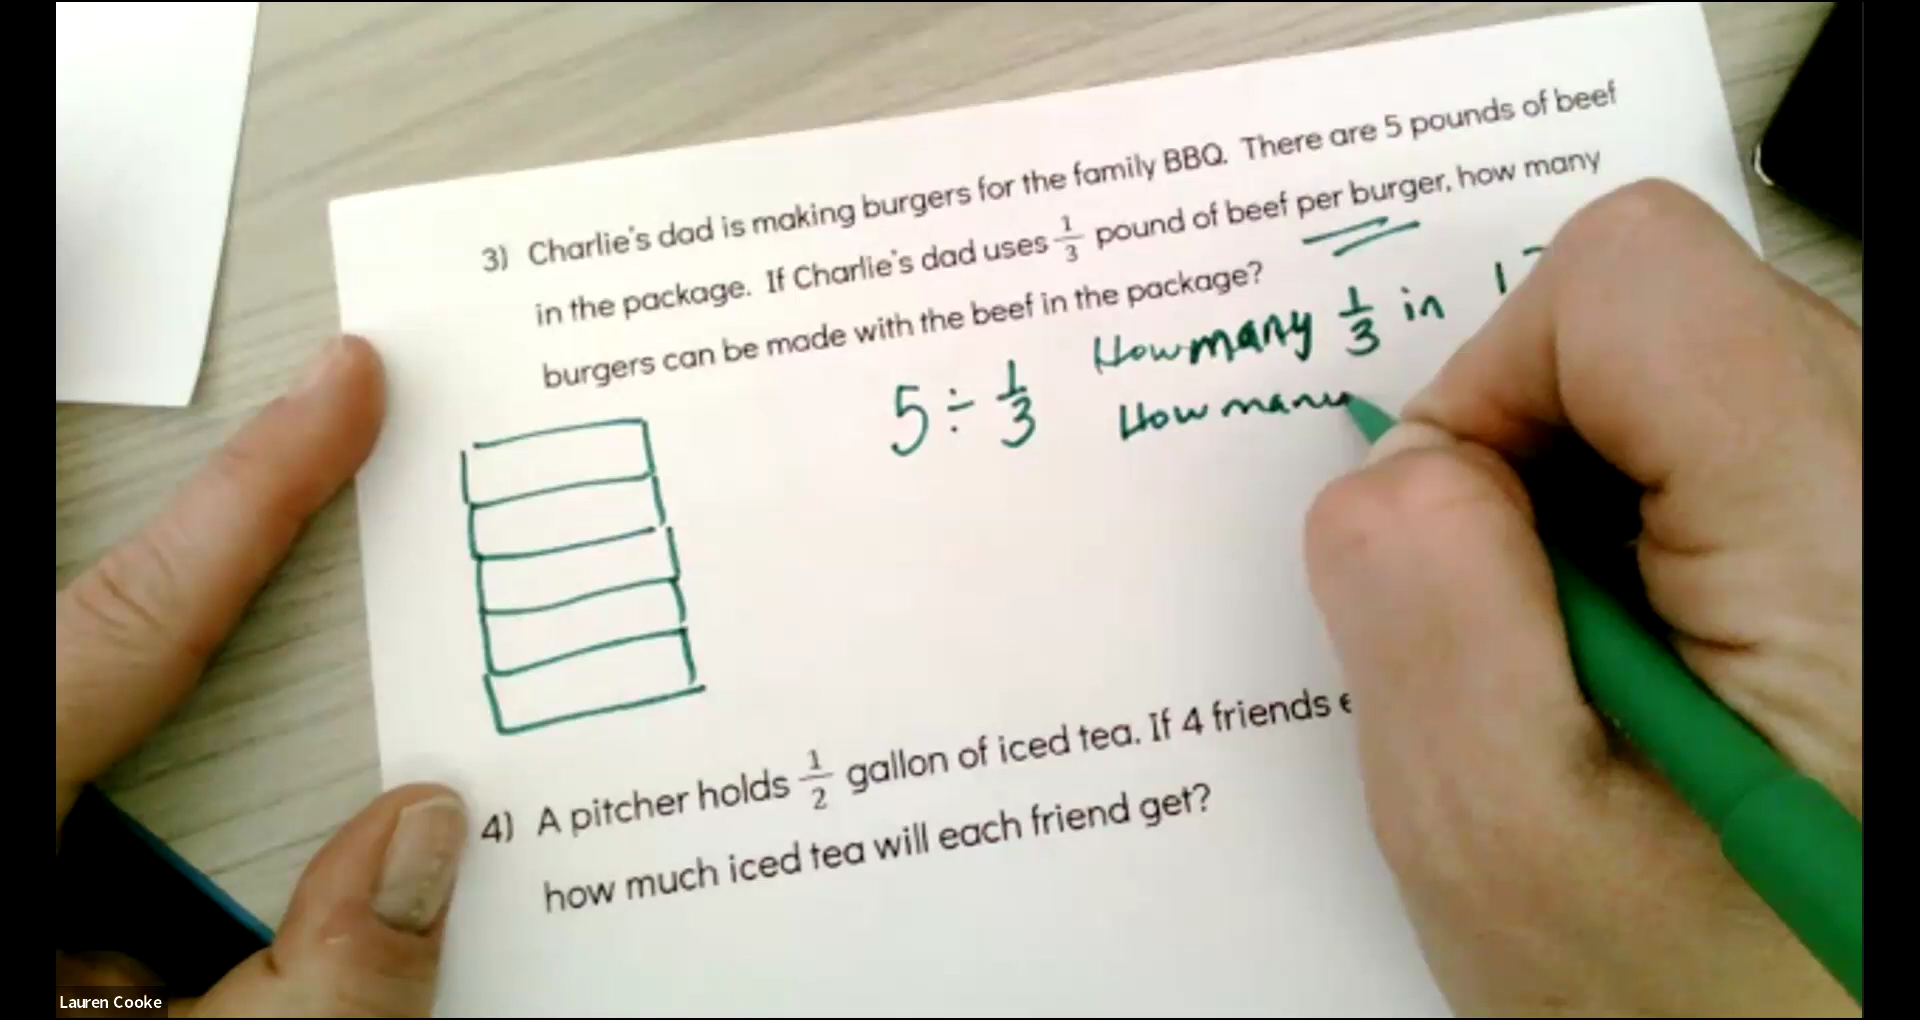 3) Charlie's dad is making burgers for the family BBQ. There are 5 pounds of beef
in the package. If Charlie's dad uses 1/3 pound of beef per burger, how many
burgers can be made with the beef in the package?
How many 1/3 in 1
5 ÷ 1/3
How many
4) A pitcher holds 1/2 gallon of iced tea. If 4 friends
how much iced tea will each friend get?
Lauren Cooke